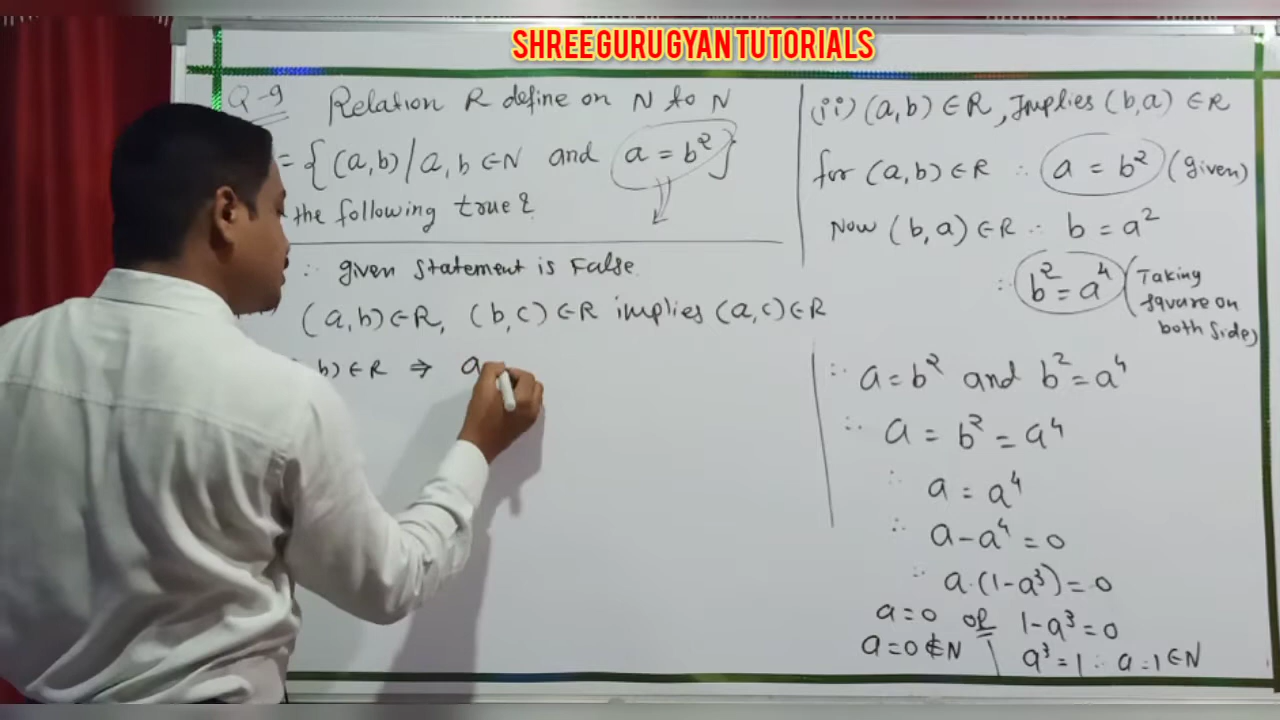 SHREE GURU GYAN TUTORIALS
Q-9 Relation R define on N to N
= {(a,b)/a,b ∈ N and a = b²}
the following true?
∴ given statement is False.
(a,b) ∈ R, (b,c) ∈ R implies (a,c) ∈ R
b) ∈ R ⇒ a
(ii) (a,b) ∈ R, Implies (b,a) ∈ R
for (a,b) ∈ R ∴ a = b² (given)
Now (b,a) ∈ R ∴ b = a²
∴ b² = a⁴ (Taking
square on
both side)
∴ a = b² and b² = a⁴
∴ a = b² = a⁴
∴ a = a⁴
∴ a - a⁴ = 0
∴ a·(1-a³) = 0
a = 0 OR 1-a³ = 0
a = 0 ∉ N | a³ = 1 ∴ a = 1 ∈ N